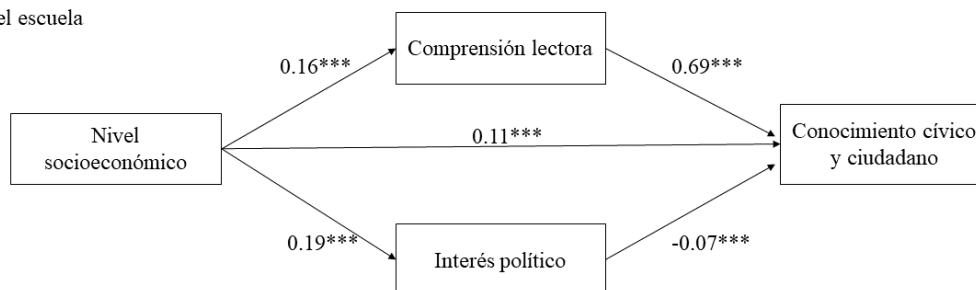 el escuela
Comprensión lectora
0.16***
0.69***
Nivel
socioeconómico
0.11***
Conocimiento cívico
y ciudadano
0.19***
-0.07***
Interés político